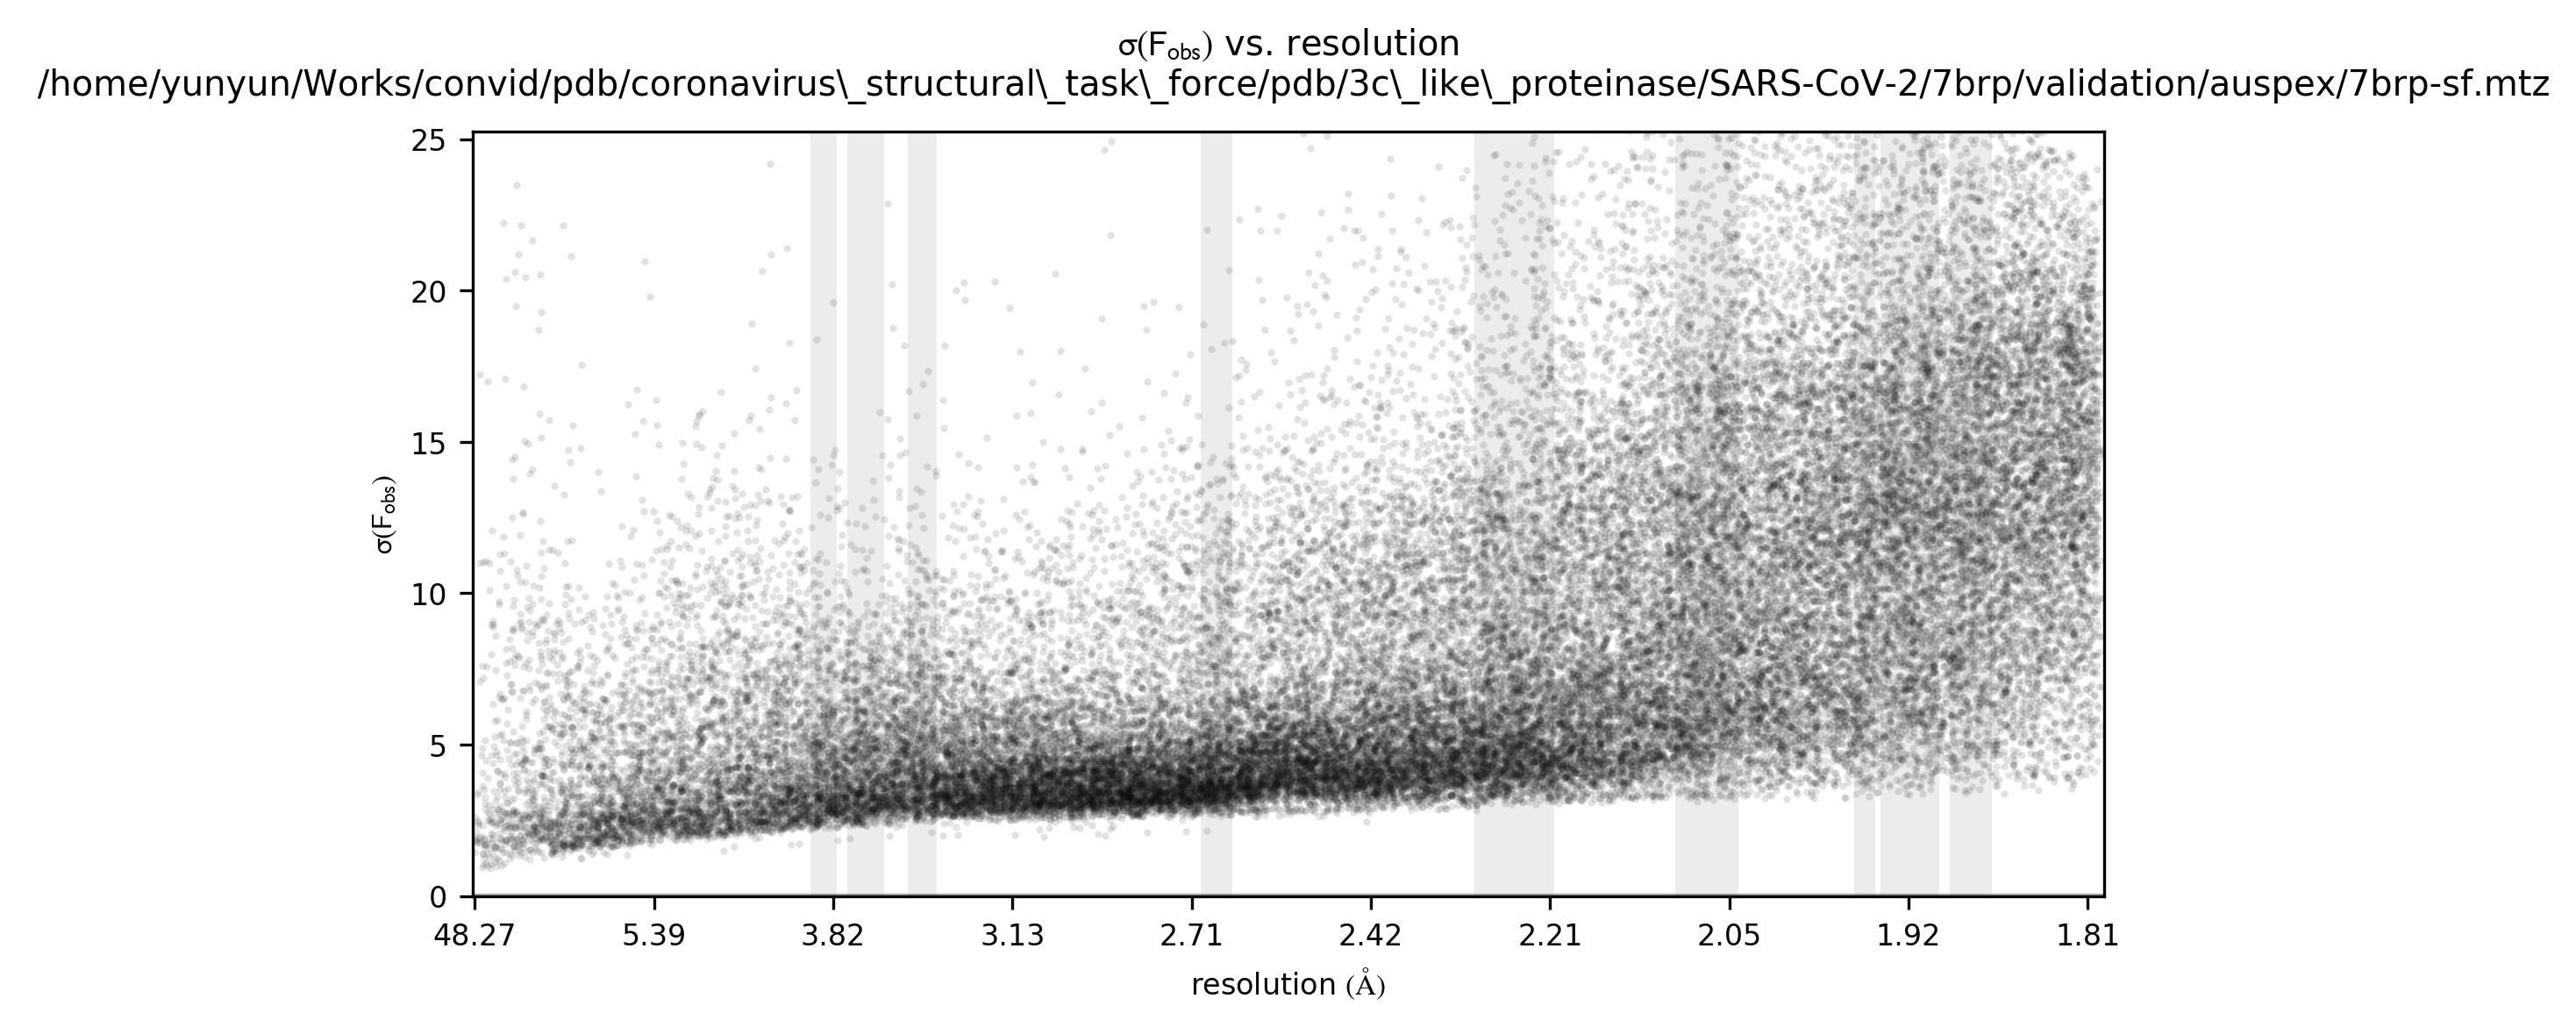 σ(Fobs) vs. resolution
/home/yunyun/Works/convid/pdb/coronavirus\_structural\_task\_force/pdb/3c\_like\_proteinase/SARS-CoV-2/7brp/validation/auspex/7brp-sf.mtz
25
20
15
10
5
0
σ(Fobs)
48.27 5.39 3.82 3.13 2.71 2.42 2.21 2.05 1.92 1.81
resolution (Å)